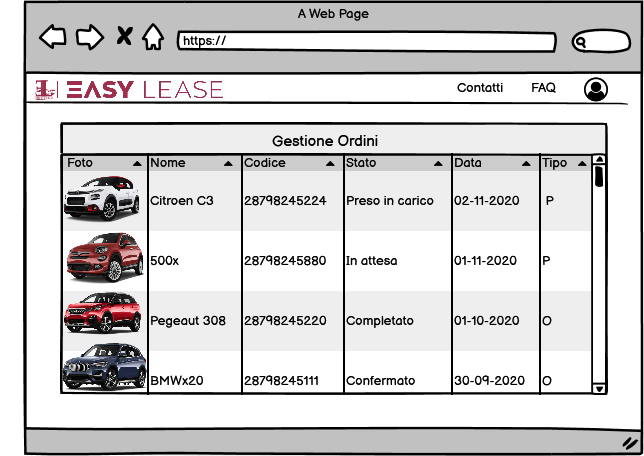 A Web Page
https://
EASY LEASE
Contatti FAQ
Gestione Ordini
Foto Nome Codice Stato Data Tipo
Citroen C3 28798245224 Preso in carico 02-11-2020 P
500x 28798245880 In attesa 01-11-2020 P
Pegeaut 308 28798245220 Completato 01-10-2020 O
BMWx20 28798245111 Confermato 30-09-2020 O